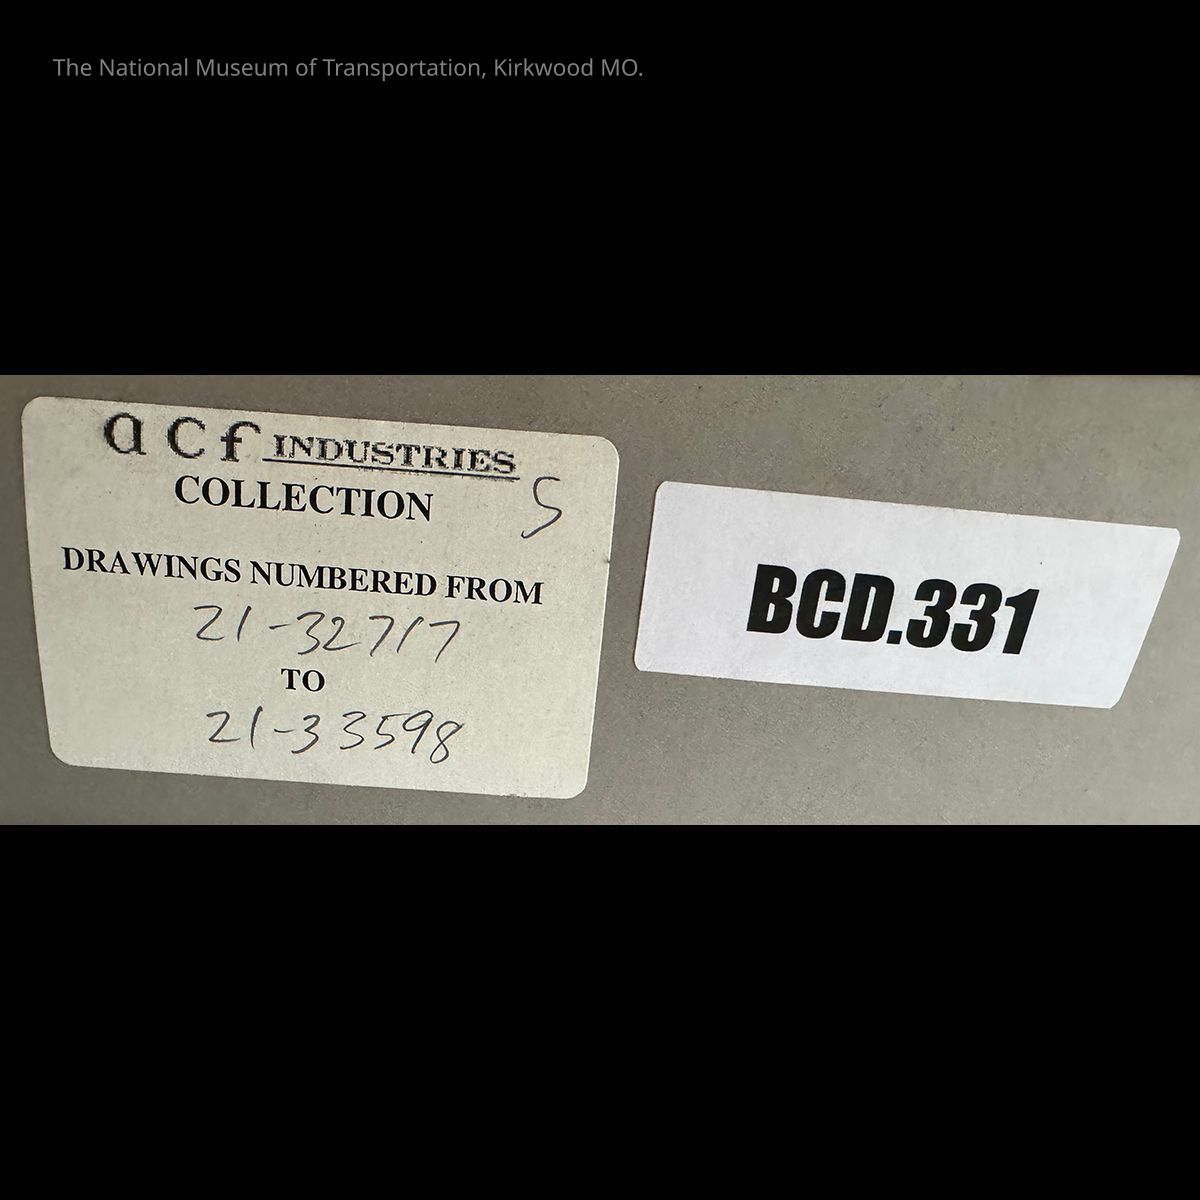 The National Museum of Transportation, Kirkwood MO.
acf INDUSTRIES
COLLECTION S
DRAWINGS NUMBERED FROM
21-32717
TO
21-33598
BCD.331